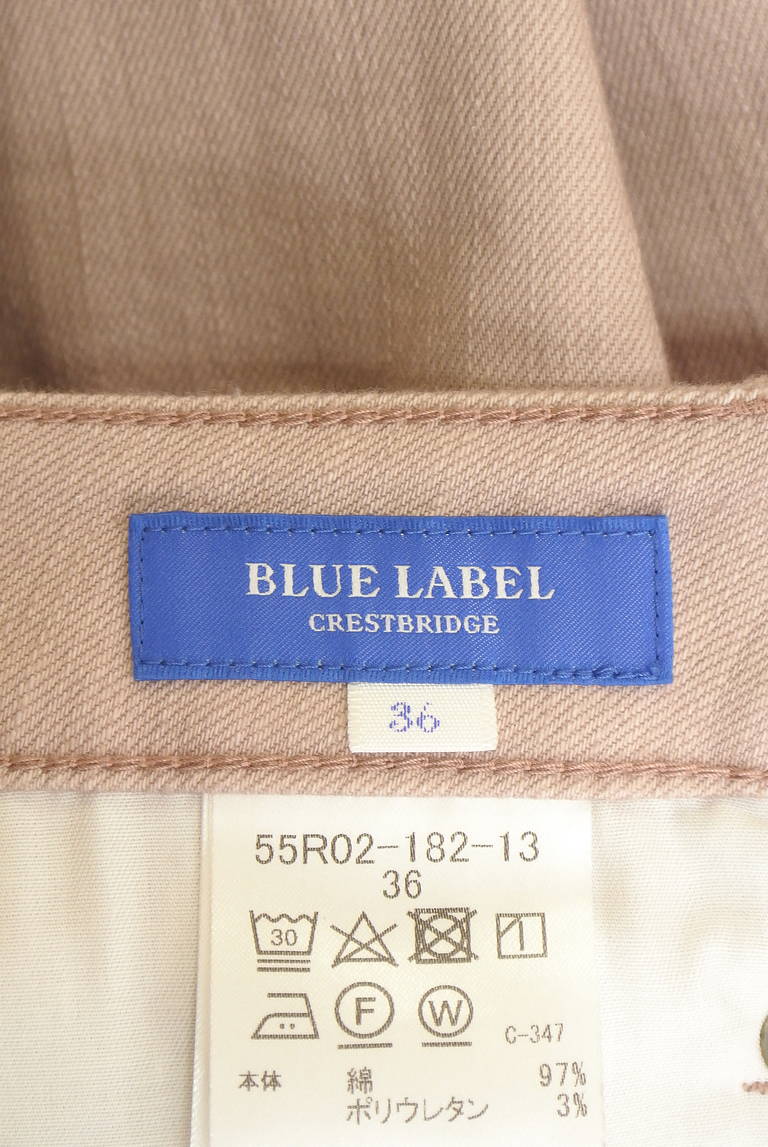 BLUE LABEL
CRESTBRIDGE
36
55R02-182-13
36
30
F W C-347
本体 綿 97%
ポリウレタン 3%